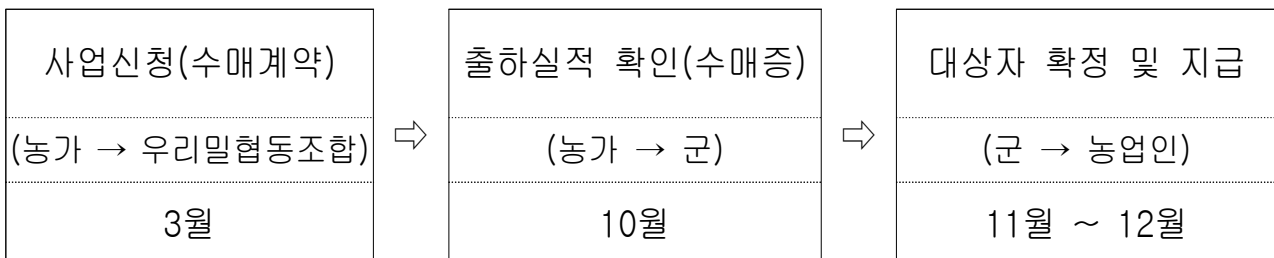 사업신청(수매계약)
(농가 → 우리밀협동조합)
3월
⇨
출하실적 확인(수매증)
(농가 → 군)
10월
⇨
대상자 확정 및 지급
(군 → 농업인)
11월 ~ 12월